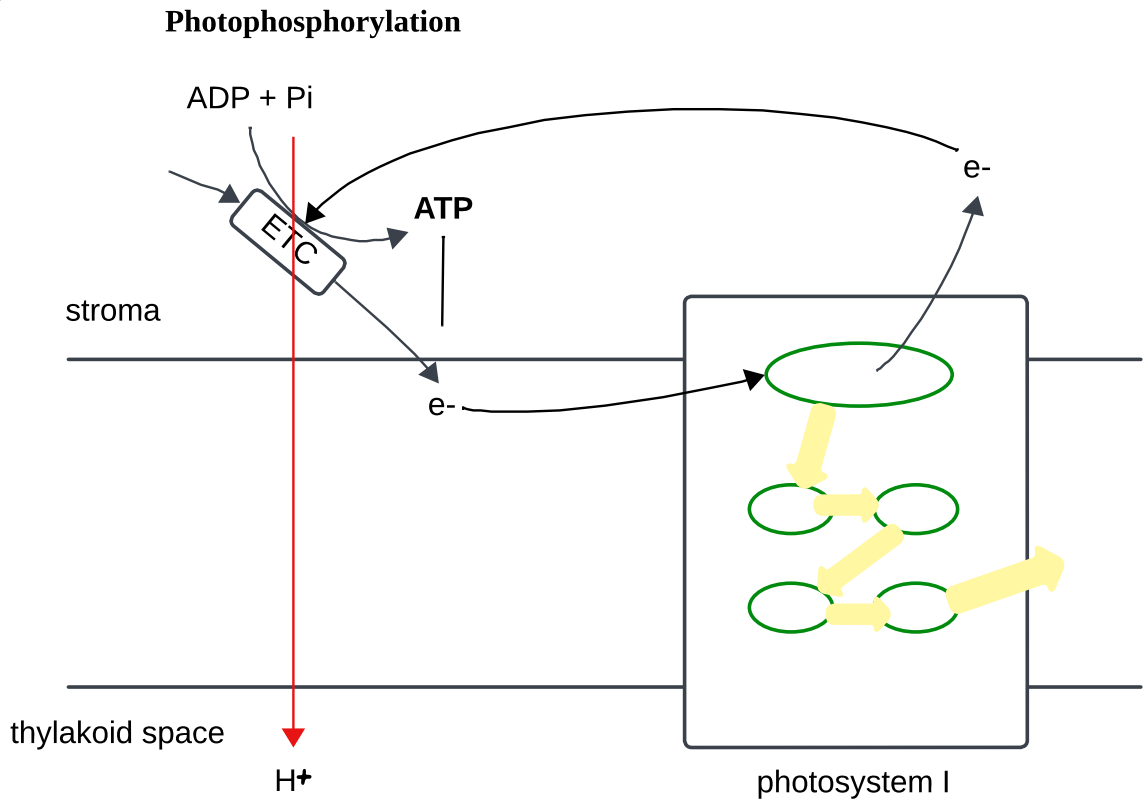 Photophosphorylation
ADP + Pi
e-
ATP
ETC
stroma
e-
thylakoid space
H+
photosystem I